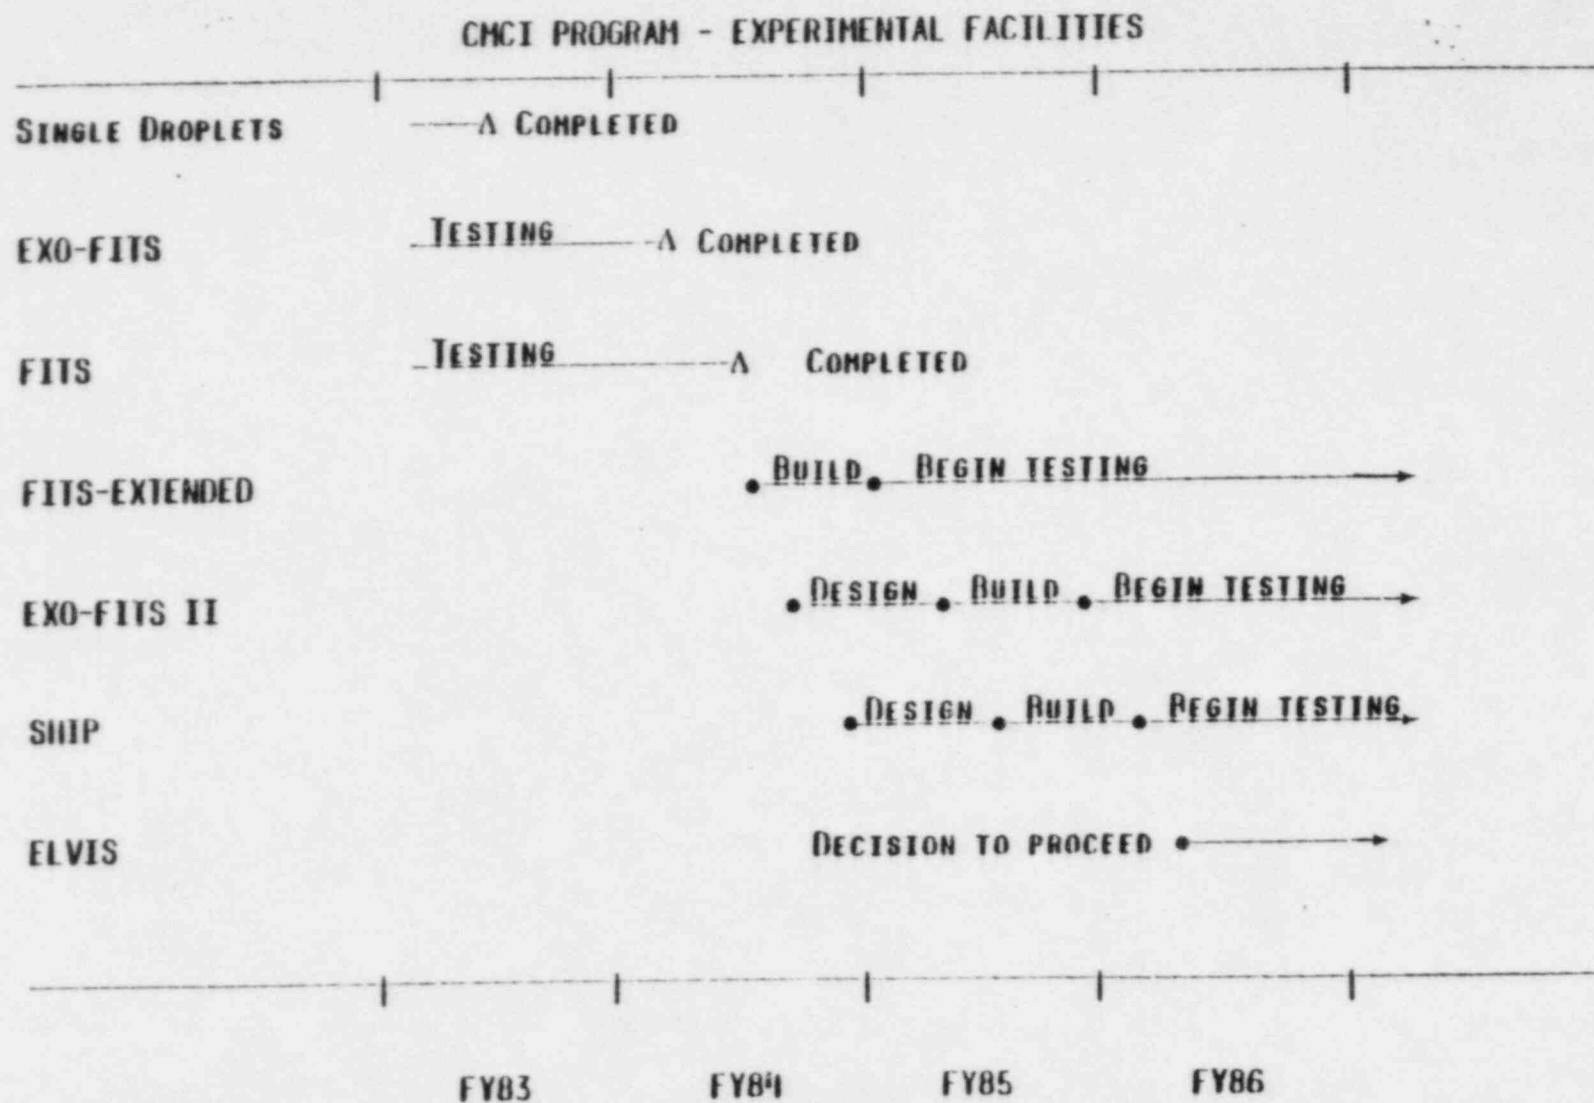 CMCI PROGRAM - EXPERIMENTAL FACILITIES
SINGLE DROPLETS Λ COMPLETED
EXO-FITS TESTING Λ COMPLETED
FITS TESTING Λ COMPLETED
FITS-EXTENDED BUILD BEGIN TESTING
EXO-FITS II DESIGN BUILD BEGIN TESTING
SHIP DESIGN BUILD BEGIN TESTING
ELVIS DECISION TO PROCEED
FY83 FY84 FY85 FY86